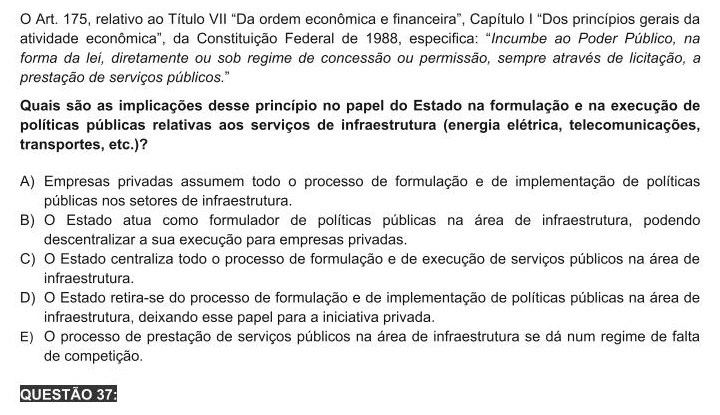 O Art. 175, relativo ao Título VII “Da ordem econômica e financeira”, Capítulo I “Dos princípios gerais da
atividade econômica”, da Constituição Federal de 1988, especifica: “Incumbe ao Poder Público, na
forma da lei, diretamente ou sob regime de concessão ou permissão, sempre através de licitação, a
prestação de serviços públicos.”
Quais são as implicações desse princípio no papel do Estado na formulação e na execução de
políticas públicas relativas aos serviços de infraestrutura (energia elétrica, telecomunicações,
transportes, etc.)?
A) Empresas privadas assumem todo o processo de formulação e de implementação de políticas
públicas nos setores de infraestrutura.
B) O Estado atua como formulador de políticas públicas na área de infraestrutura, podendo
descentralizar a sua execução para empresas privadas.
C) O Estado centraliza todo o processo de formulação e de execução de serviços públicos na área de
infraestrutura.
D) O Estado retira-se do processo de formulação e de implementação de políticas públicas na área de
infraestrutura, deixando esse papel para a iniciativa privada.
E) O processo de prestação de serviços públicos na área de infraestrutura se dá num regime de falta
de competição.
QUESTÃO 37: